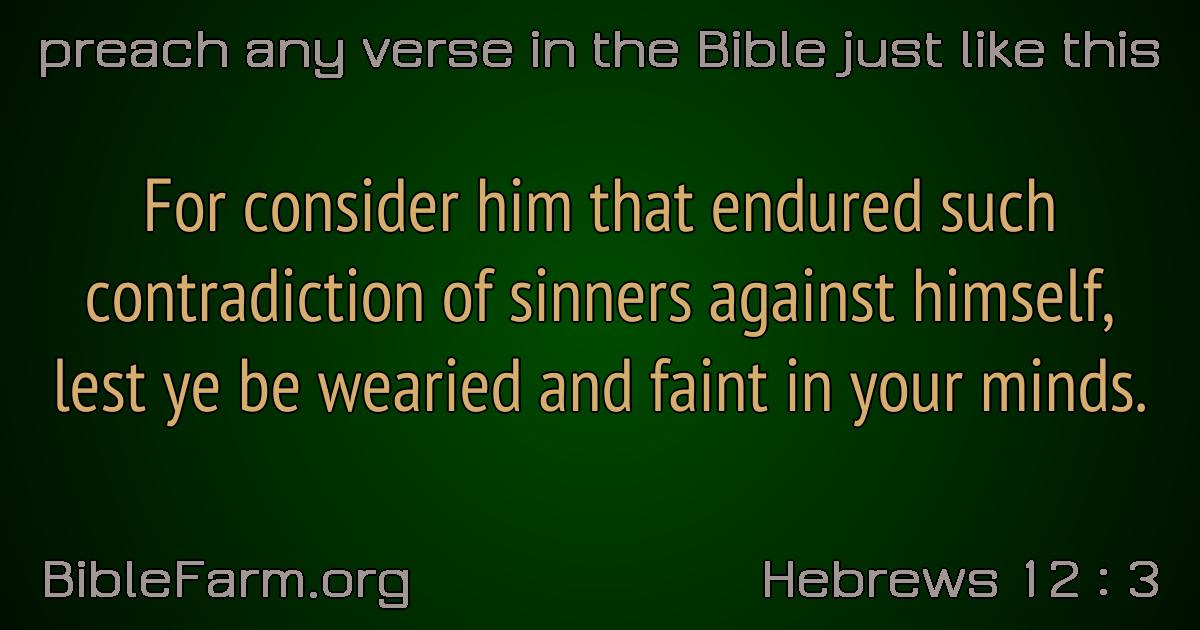 preach any verse in the Bible just like this
For consider him that endured such
contradiction of sinners against himself,
lest ye be wearied and faint in your minds.
BibleFarm.org
Hebrews 12 : 3